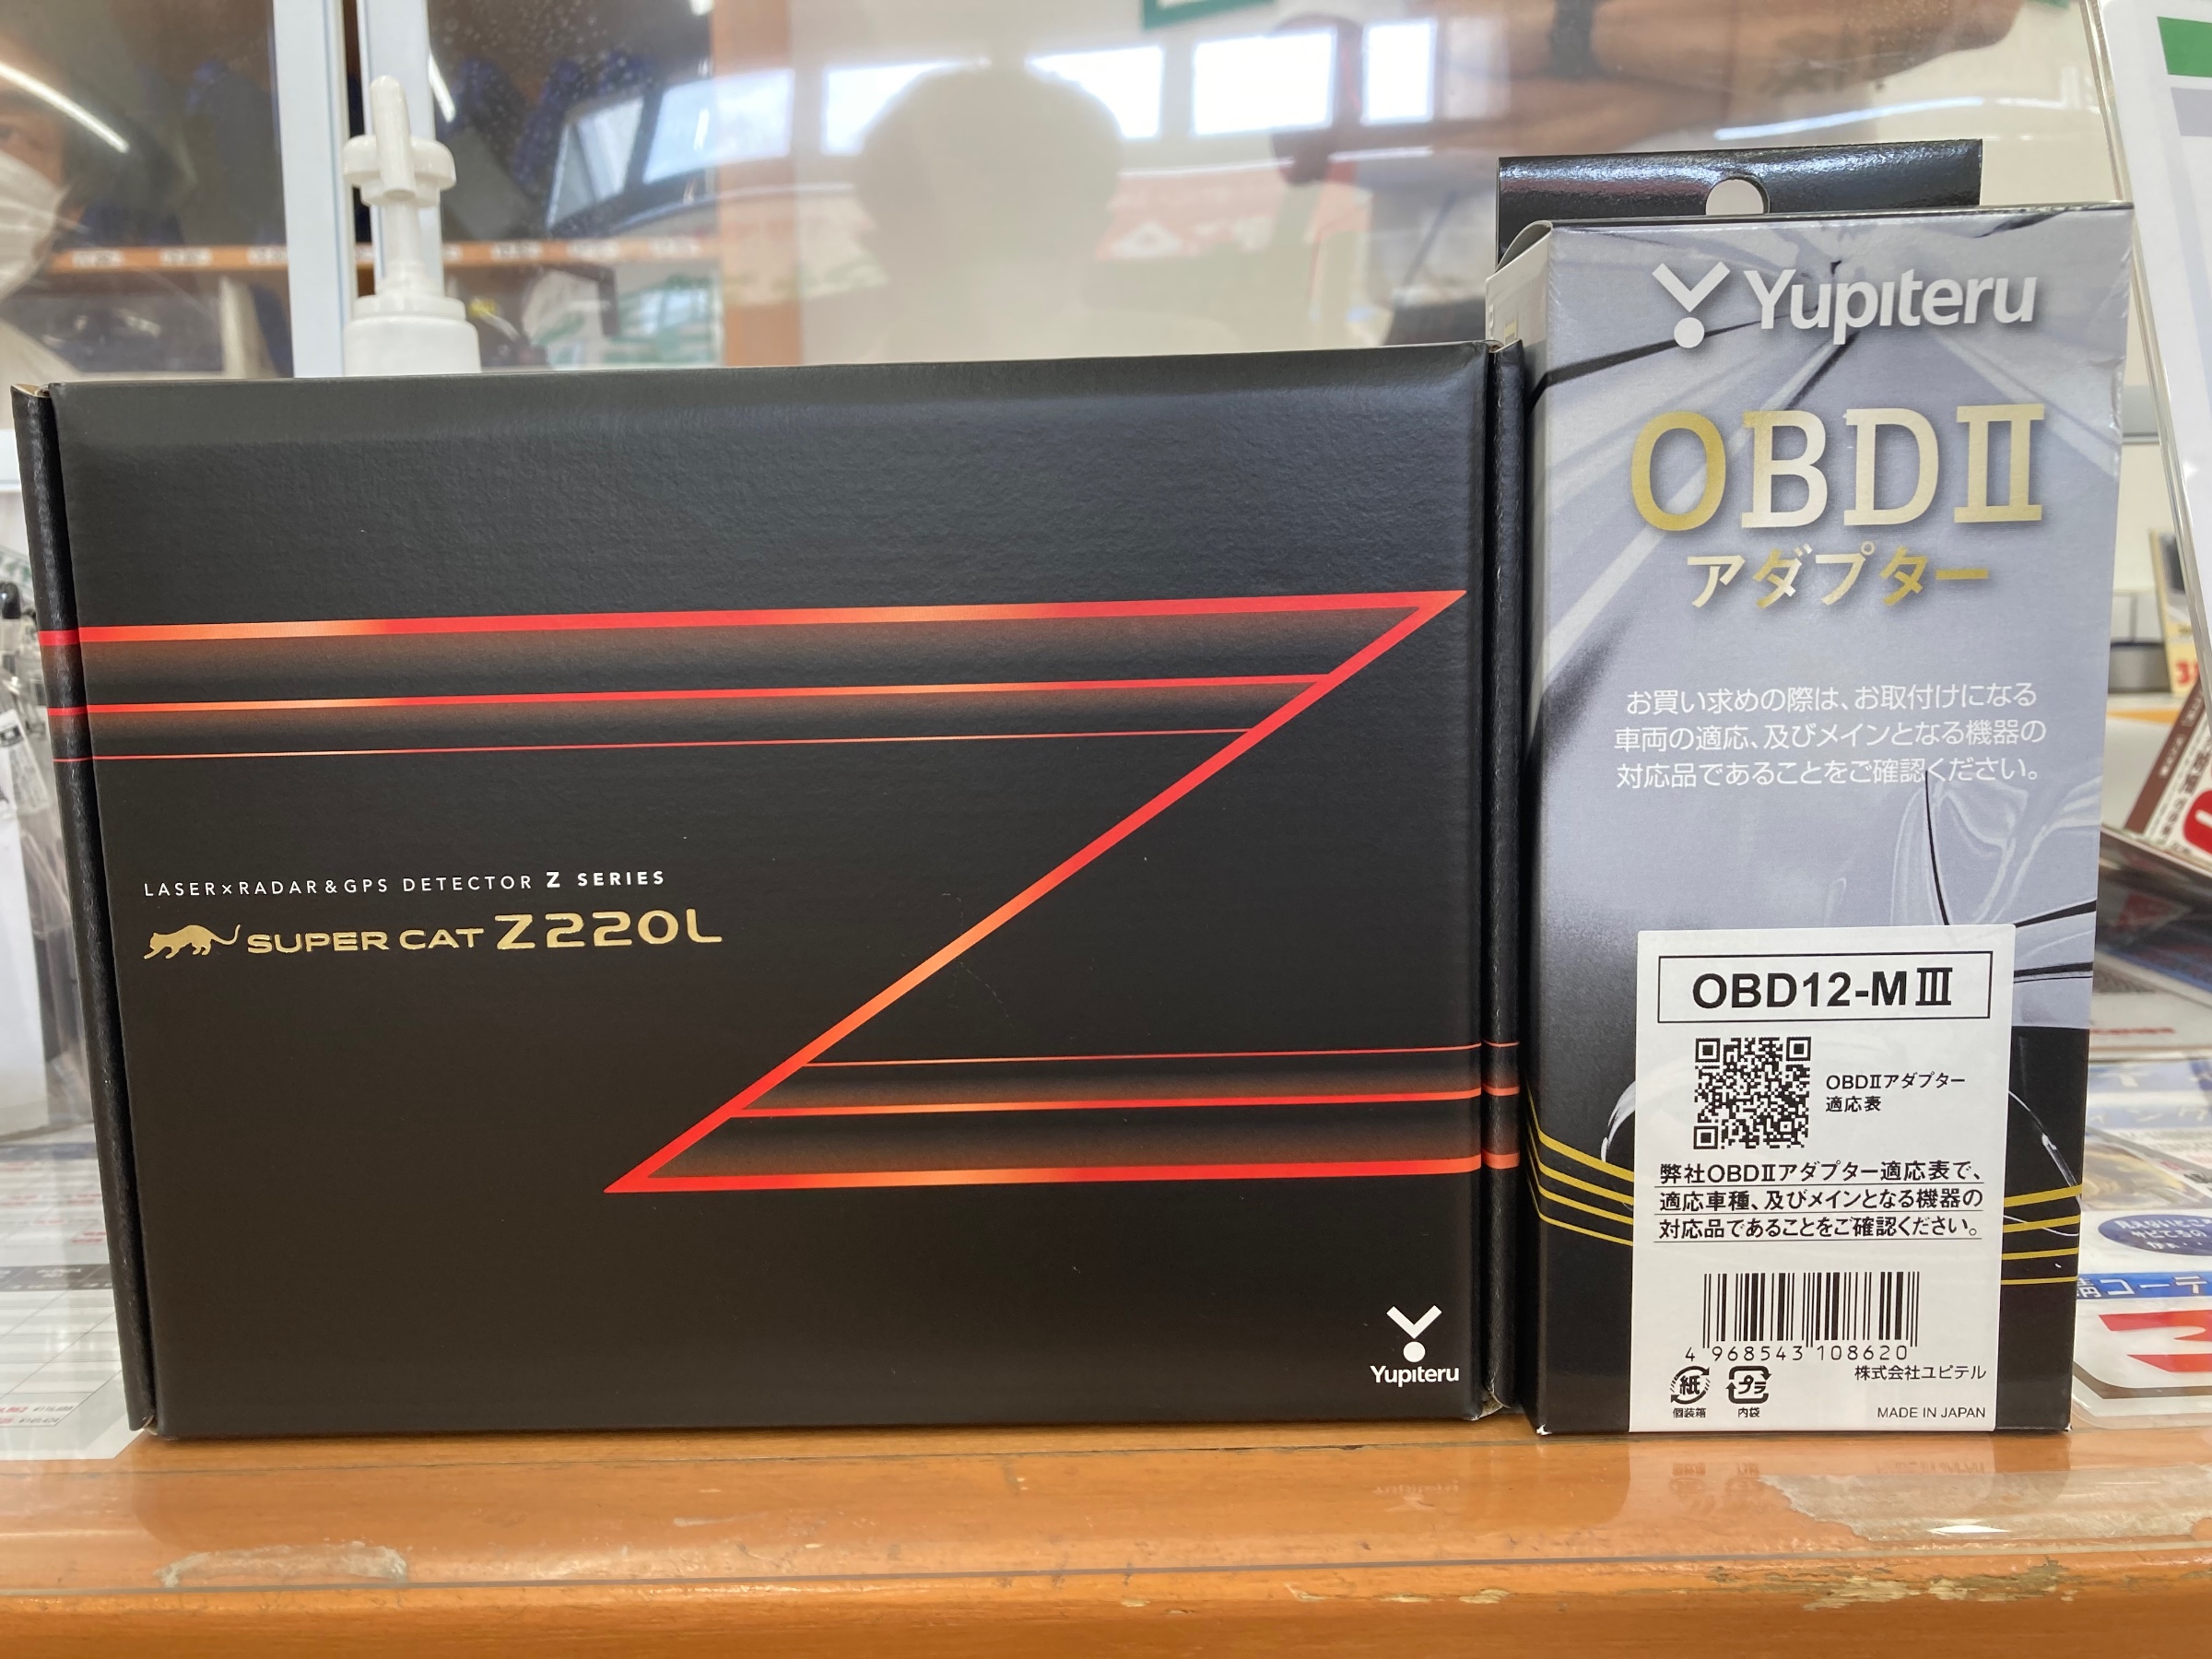 LASER×RADAR&GPS DETECTOR Z SERIES
SUPER CAT Z220L
Yupiteru
Yupiteru
OBDⅡ
アダプター
お買い求めの際は、お取付けになる
車両の適応、及びメインとなる機器の
対応品であることをご確認ください。
OBD12-MⅢ
OBDⅡアダプター
適応表
弊社OBDⅡアダプター適応表で、
適応車種、及びメインとなる機器の
対応品であることをご確認ください。
4 968543 108620
株式会社ユピテル
紙
個装箱
プラ
内袋
MADE IN JAPAN